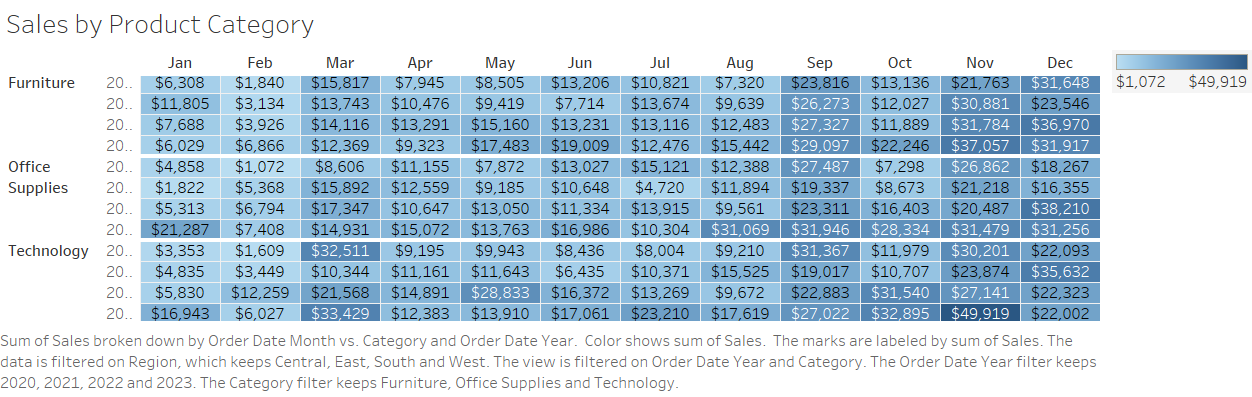 Sales by Product Category
Jan Feb Mar Apr May Jun Jul Aug Sep Oct Nov Dec
$1,072 $49,919
Furniture 20.. $6,308 $1,840 $15,817 $7,945 $8,505 $13,206 $10,821 $7,320 $23,816 $13,136 $21,763 $31,648
20.. $11,805 $3,134 $13,743 $10,476 $9,419 $7,714 $13,674 $9,639 $26,273 $12,027 $30,881 $23,546
20.. $7,688 $3,926 $14,116 $13,291 $15,160 $13,231 $13,116 $12,483 $27,327 $11,889 $31,784 $36,970
20.. $6,029 $6,866 $12,369 $9,323 $17,483 $19,009 $12,476 $15,442 $29,097 $22,246 $37,057 $31,917
Office 20.. $4,858 $1,072 $8,606 $11,155 $7,872 $13,027 $15,121 $12,388 $27,487 $7,298 $26,862 $18,267
Supplies 20.. $1,822 $5,368 $15,892 $12,559 $9,185 $10,648 $4,720 $11,894 $19,337 $8,673 $21,218 $16,355
20.. $5,313 $6,794 $17,347 $10,647 $13,050 $11,334 $13,915 $9,561 $23,311 $16,403 $20,487 $38,210
20.. $21,287 $7,408 $14,931 $15,072 $13,763 $16,986 $10,304 $31,069 $31,946 $28,334 $31,479 $31,256
Technology 20.. $3,353 $1,609 $32,511 $9,195 $9,943 $8,436 $8,004 $9,210 $31,367 $11,979 $30,201 $22,093
20.. $4,835 $3,449 $10,344 $11,161 $11,643 $6,435 $10,371 $15,525 $19,017 $10,707 $23,874 $35,632
20.. $5,830 $12,259 $21,568 $14,891 $28,833 $16,372 $13,269 $9,672 $22,883 $31,540 $27,141 $22,323
20.. $16,943 $6,027 $33,429 $12,383 $13,910 $17,061 $23,210 $17,619 $27,022 $32,895 $49,919 $22,002
Sum of Sales broken down by Order Date Month vs. Category and Order Date Year. Color shows sum of Sales. The marks are labeled by sum of Sales. The
data is filtered on Region, which keeps Central, East, South and West. The view is filtered on Order Date Year and Category. The Order Date Year filter keeps
2020, 2021, 2022 and 2023. The Category filter keeps Furniture, Office Supplies and Technology.